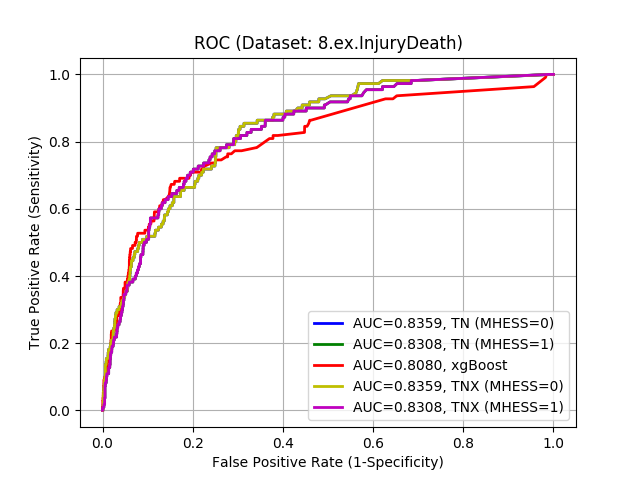 ROC (Dataset: 8.ex.InjuryDeath)
1.0
0.8
0.6
0.4
0.2
0.0
True Positive Rate (Sensitivity)
AUC=0.8359, TN (MHESS=0)
AUC=0.8308, TN (MHESS=1)
AUC=0.8080, xgBoost
AUC=0.8359, TNX (MHESS=0)
AUC=0.8308, TNX (MHESS=1)
0.0 0.2 0.4 0.6 0.8 1.0
False Positive Rate (1-Specificity)